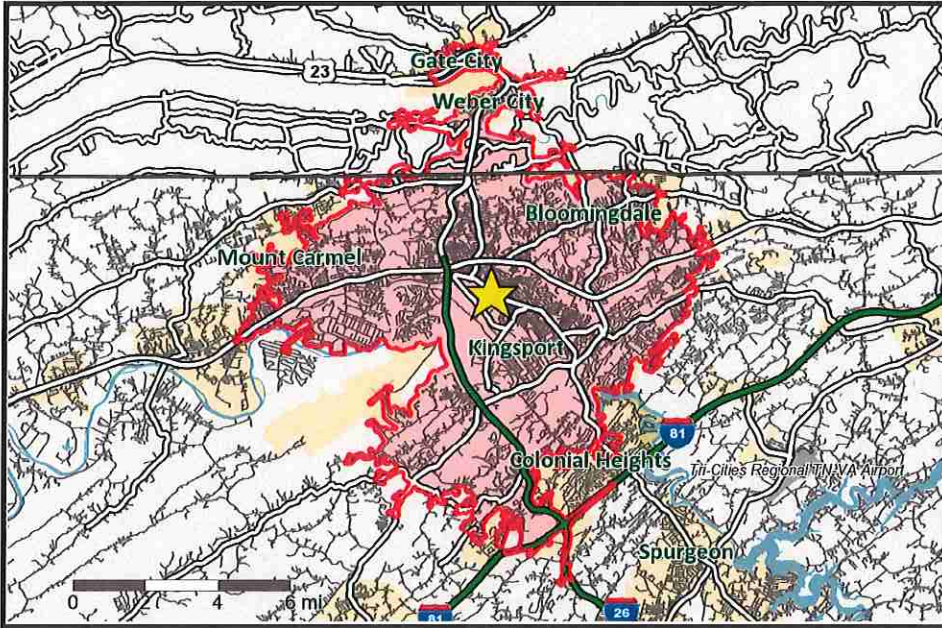 Gate City
23
Weber City
Bloomingdale
Mount Carmel
Kingsport
81
Colonial Heights
Tri-Cities Regional TN-VA Airport
Spurgeon
0 2 4 6 mi
81
26